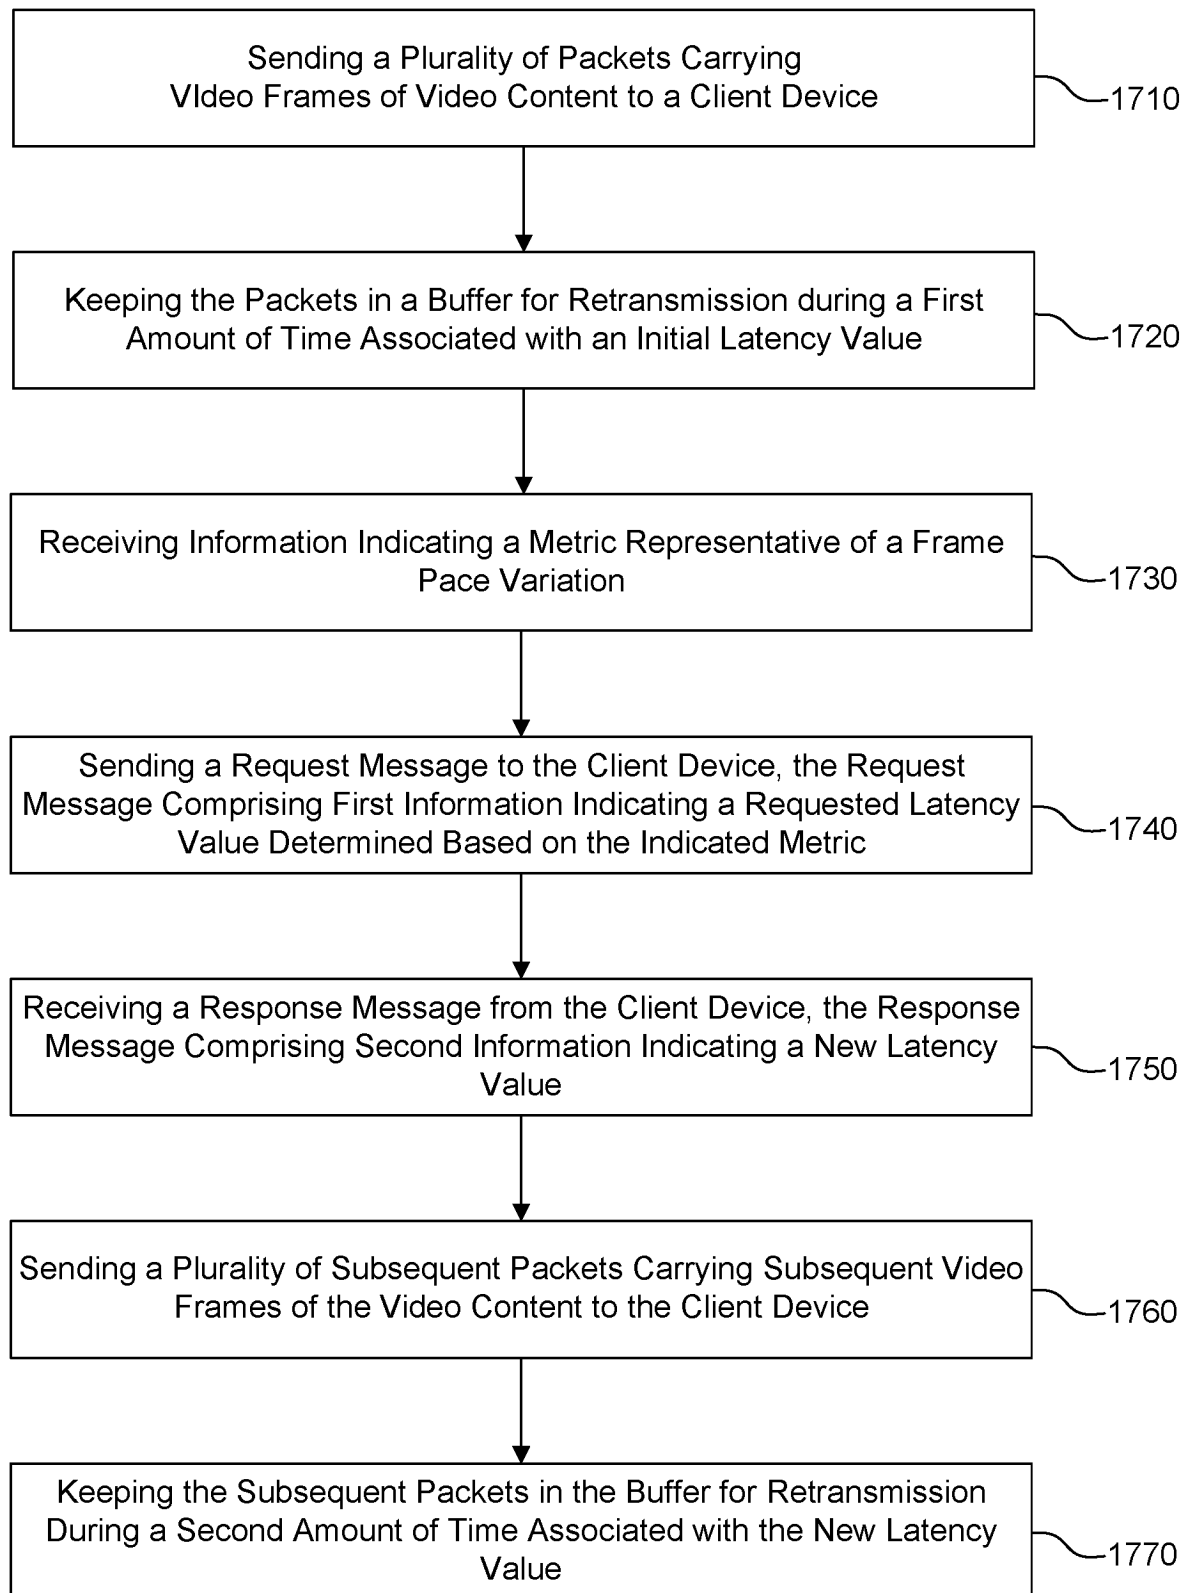 Sending a Plurality of Packets Carrying
VIdeo Frames of Video Content to a Client Device
1710
Keeping the Packets in a Buffer for Retransmission during a First
Amount of Time Associated with an Initial Latency Value
1720
Receiving Information Indicating a Metric Representative of a Frame
Pace Variation
1730
Sending a Request Message to the Client Device, the Request
Message Comprising First Information Indicating a Requested Latency
Value Determined Based on the Indicated Metric
1740
Receiving a Response Message from the Client Device, the Response
Message Comprising Second Information Indicating a New Latency
Value
1750
Sending a Plurality of Subsequent Packets Carrying Subsequent Video
Frames of the Video Content to the Client Device
1760
Keeping the Subsequent Packets in the Buffer for Retransmission
During a Second Amount of Time Associated with the New Latency
Value
1770